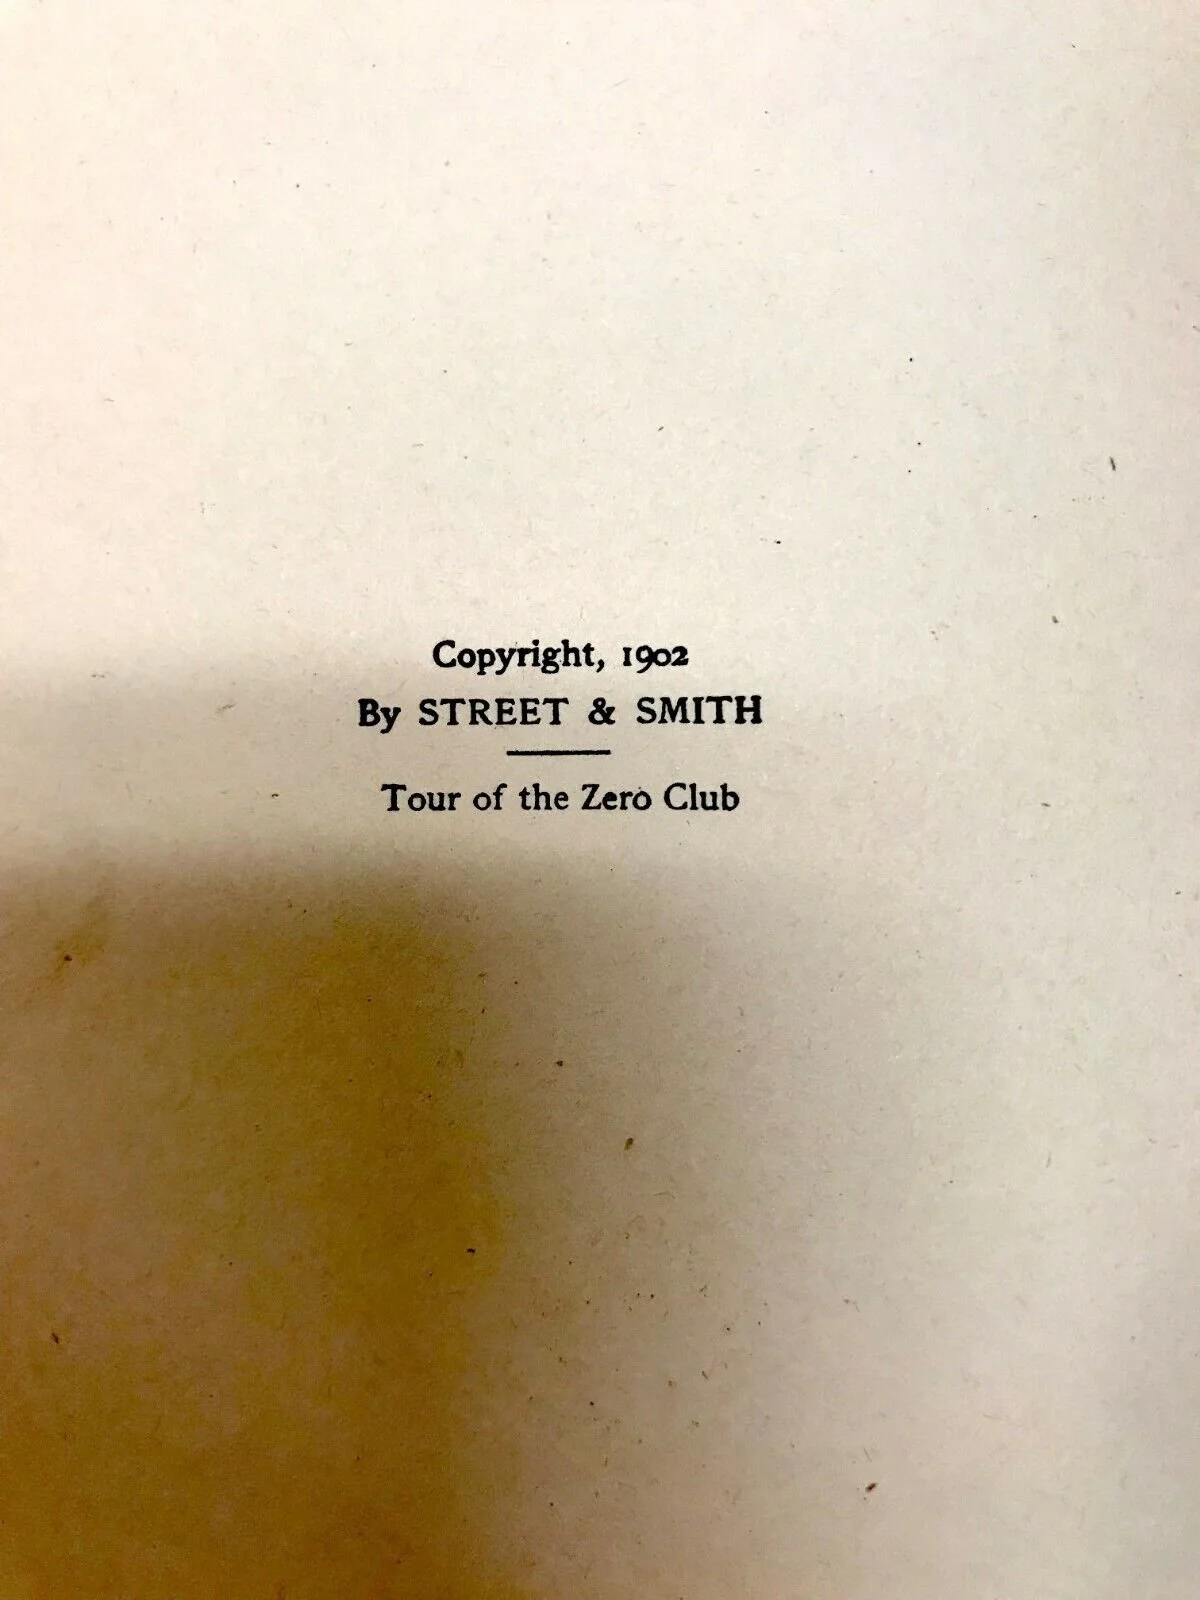 Copyright, 1902
By STREET & SMITH
Tour of the Zero Club